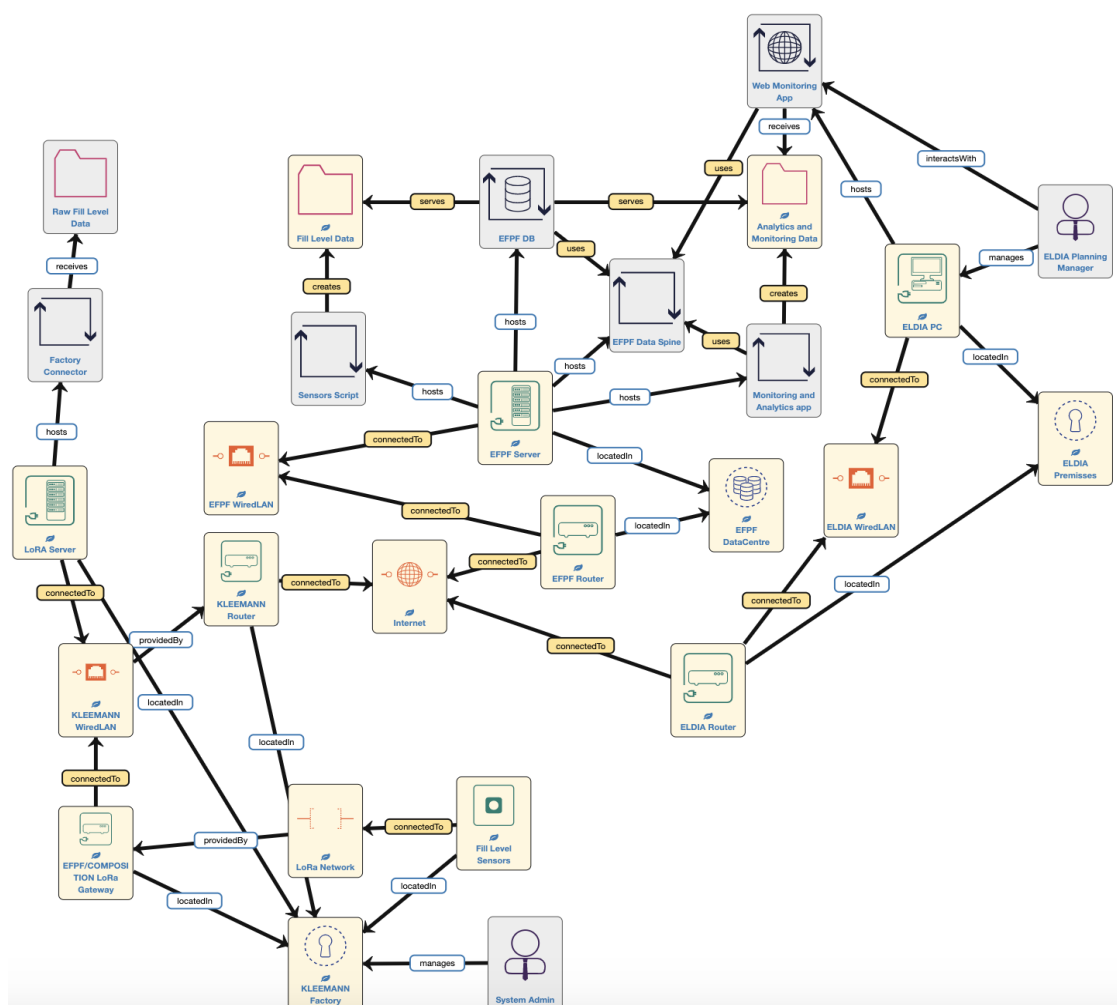 Web Monitoring
App
receives
interactsWith
Raw Fill Level
Data
uses
hosts
serves
serves
Fill Level Data
EFPF DB
Analytics and
Monitoring Data
ELDIA Planning
Manager
uses
manages
receives
creates
creates
hosts
EFPF Data Spine
uses
ELDIA PC
Factory
Connector
hosts
locatedIn
connectedTo
Sensors Script
hosts
hosts
Monitoring and
Analytics app
hosts
connectedTo
EFPF Server
locatedIn
ELDIA
Premisses
EFPF WiredLAN
connectedTo
locatedIn
EFPF
DataCentre
ELDIA WiredLAN
LoRA Server
connectedTo
connectedTo
KLEEMANN
Router
connectedTo
EFPF Router
locatedIn
connectedTo
Internet
providedBy
connectedTo
locatedIn
KLEEMANN
WiredLAN
locatedIn
ELDIA Router
connectedTo
connectedTo
providedBy
LoRa Network
Fill Level
Sensors
EFPF/COMPOSI
TION LoRa
Gateway
locatedIn
locatedIn
manages
KLEEMANN
Factory
System Admin